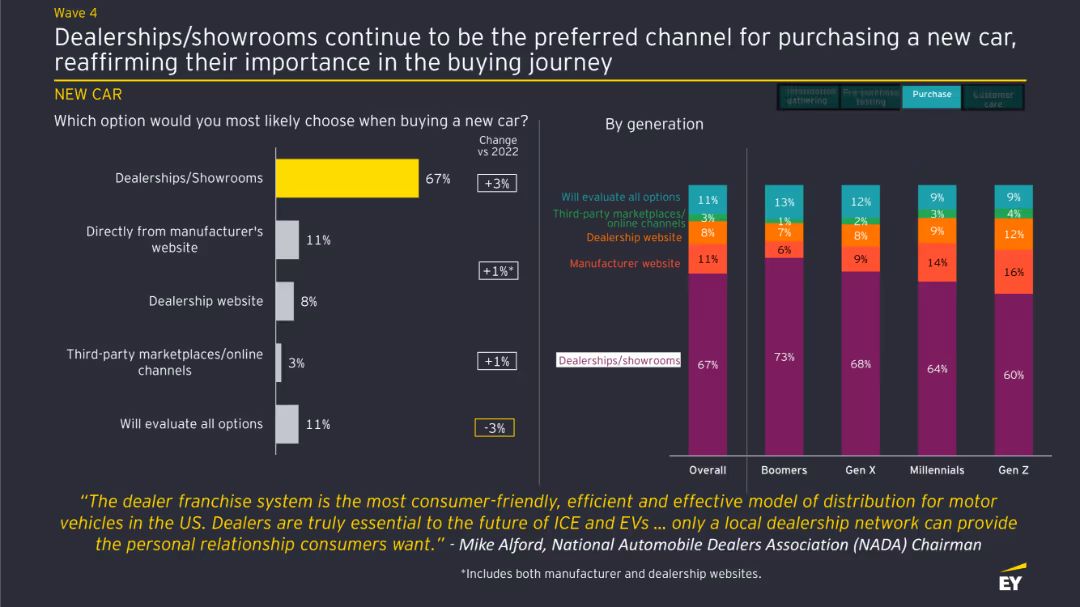 Wave 4
Dealerships/showrooms continue to be the preferred channel for purchasing a new car,
reaffirming their importance in the buying journey
NEW CAR
Information
gathering
Pre-purchase
testing
Purchase
Customer
care
Which option would you most likely choose when buying a new car?
Change
vs 2022
Dealerships/Showrooms
67%
+3%
Directly from manufacturer's
website
11%
+1%*
Dealership website
8%
Third-party marketplaces/online
channels
3%
+1%
Will evaluate all options
11%
-3%
By generation
Will evaluate all options
11%
13%
12%
9%
9%
Third-party marketplaces/
online channels
3%
1%
2%
3%
4%
Dealership website
8%
7%
8%
9%
12%
Manufacturer website
11%
6%
9%
14%
16%
Dealerships/showrooms
67%
73%
68%
64%
60%
Overall
Boomers
Gen X
Millennials
Gen Z
“The dealer franchise system is the most consumer-friendly, efficient and effective model of distribution for motor
vehicles in the US. Dealers are truly essential to the future of ICE and EVs … only a local dealership network can provide
the personal relationship consumers want.” - Mike Alford, National Automobile Dealers Association (NADA) Chairman
*Includes both manufacturer and dealership websites.
EY